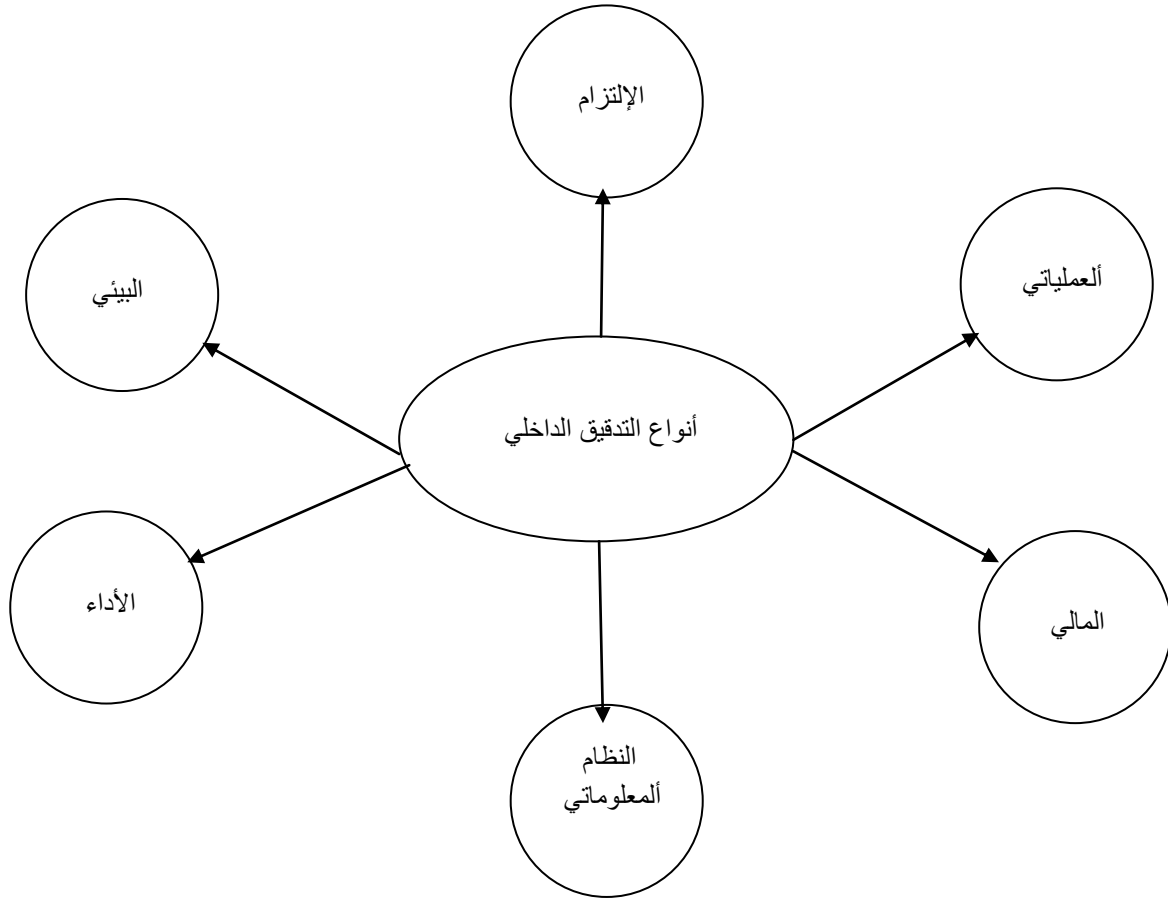 الإلتزام
ألعملياتي
البيئي
أنواع التدقيق الداخلي
الأداء
المالي
النظام
ألمعلوماتي